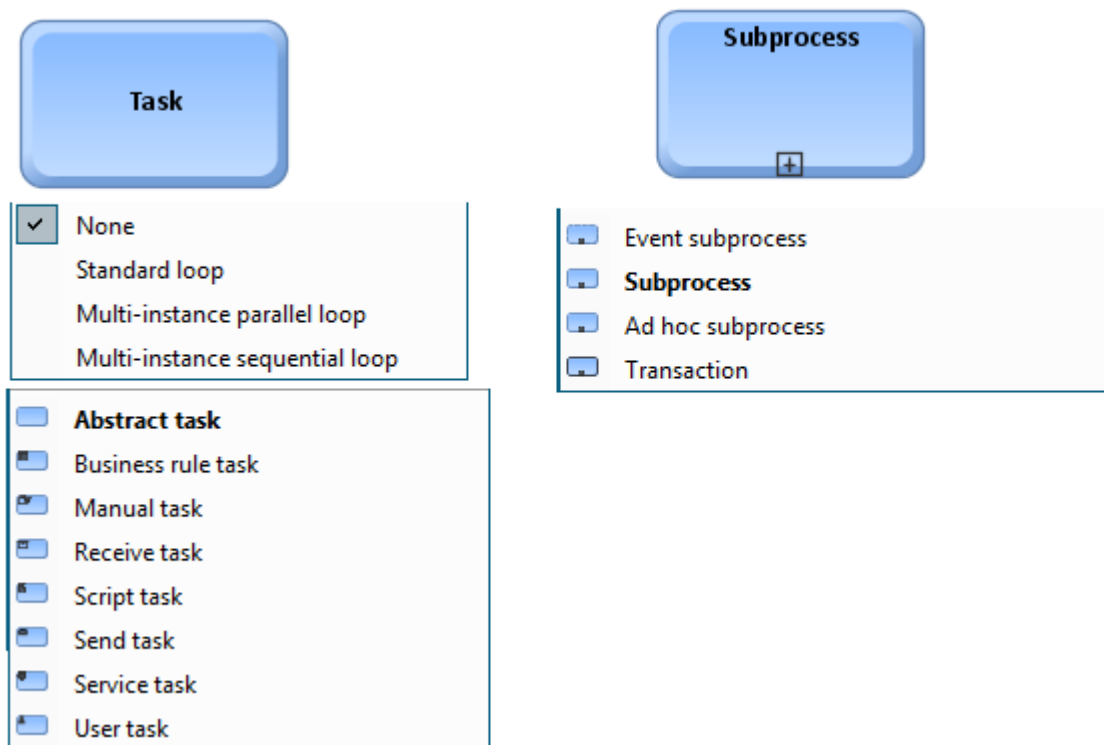 Task
None
Standard loop
Multi-instance parallel loop
Multi-instance sequential loop
Abstract task
Business rule task
Manual task
Receive task
Script task
Send task
Service task
User task
Subprocess
Event subprocess
Subprocess
Ad hoc subprocess
Transaction